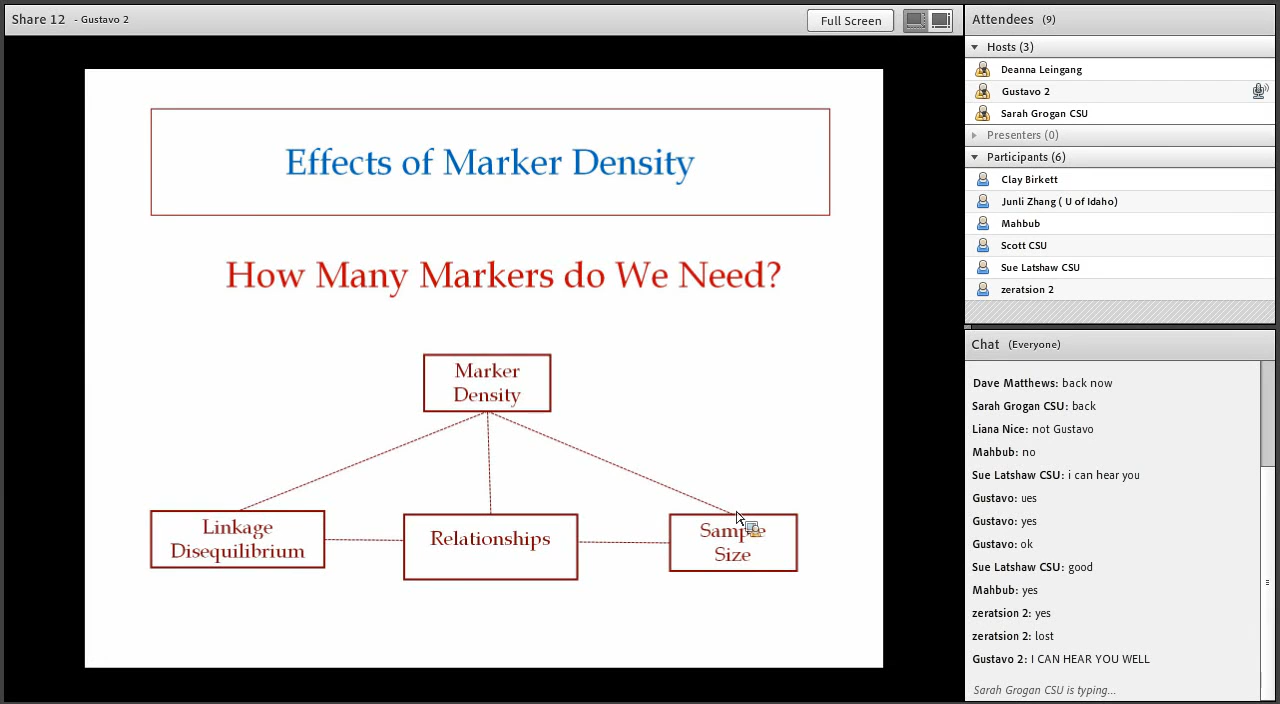 Share 12 - Gustavo 2
Full Screen
Effects of Marker Density
How Many Markers do We Need?
Marker
Density
Linkage
Disequilibrium
Relationships
Sample
Size
Attendees (9)
Hosts (3)
Deanna Leingang
Gustavo 2
Sarah Grogan CSU
Presenters (0)
Participants (6)
Clay Birkett
Junli Zhang ( U of Idaho)
Mahbub
Scott CSU
Sue Latshaw CSU
zeratsion 2
Chat (Everyone)
Dave Matthews: back now
Sarah Grogan CSU: back
Liana Nice: not Gustavo
Mahbub: no
Sue Latshaw CSU: i can hear you
Gustavo: ues
Gustavo: yes
Gustavo: ok
Sue Latshaw CSU: good
Mahbub: yes
zeratsion 2: yes
zeratsion 2: lost
Gustavo 2: I CAN HEAR YOU WELL
Sarah Grogan CSU is typing...